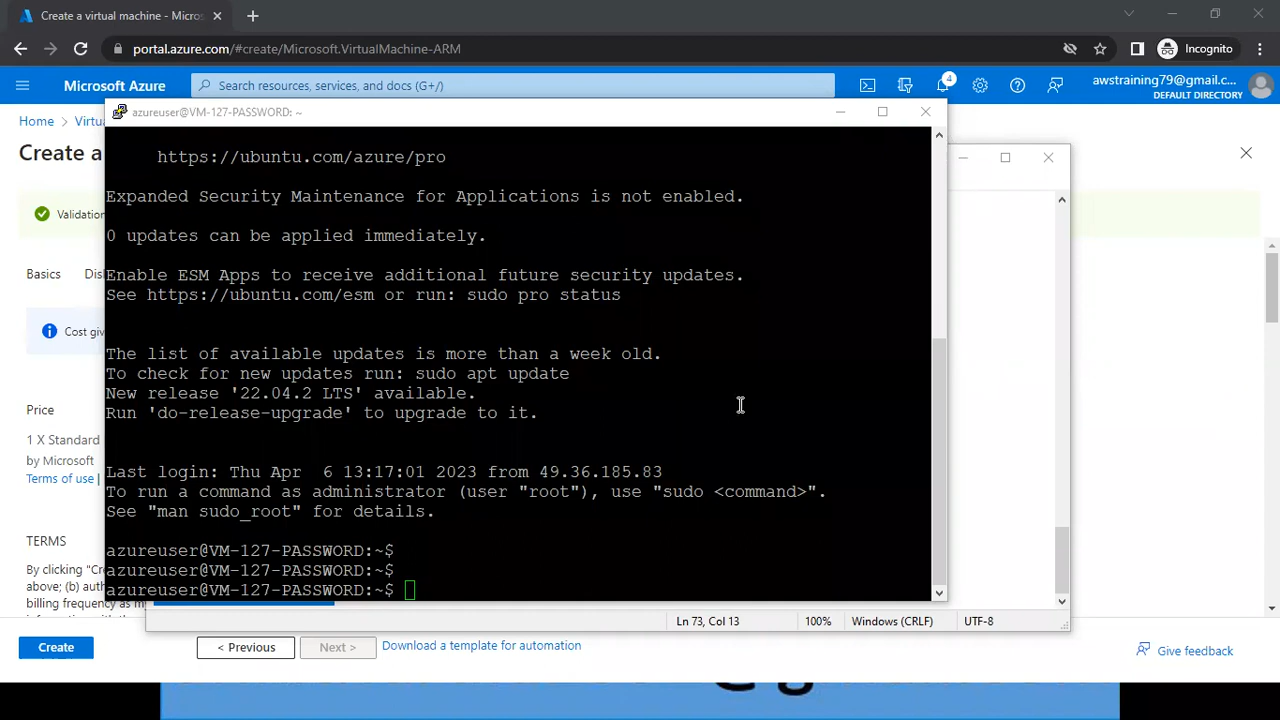 Create a virtual machine - Micros
portal.azure.com/#create/Microsoft.VirtualMachine-ARM
Incognito
Microsoft Azure
Search resources, services, and docs (G+/)
4
awstraining79@gmail.c...
DEFAULT DIRECTORY
Home
Virtu
Create a
azureuser@VM-127-PASSWORD: ~
Validation
Basics
Dis
Cost giv
Price
1 X Standard
by Microsoft
Terms of use
TERMS
By clicking "Cr
above; (b) auth
billing frequency as m
https://ubuntu.com/azure/pro
Expanded Security Maintenance for Applications is not enabled.
0 updates can be applied immediately.
Enable ESM Apps to receive additional future security updates.
See https://ubuntu.com/esm or run: sudo pro status
The list of available updates is more than a week old.
To check for new updates run: sudo apt update
New release '22.04.2 LTS' available.
Run 'do-release-upgrade' to upgrade to it.
Last login: Thu Apr  6 13:17:01 2023 from 49.36.185.83
To run a command as administrator (user "root"), use "sudo <command>".
See "man sudo_root" for details.
azureuser@VM-127-PASSWORD:~$
azureuser@VM-127-PASSWORD:~$
azureuser@VM-127-PASSWORD:~$
Ln 73, Col 13
100%
Windows (CRLF)
UTF-8
Create
< Previous
Next >
Download a template for automation
Give feedback